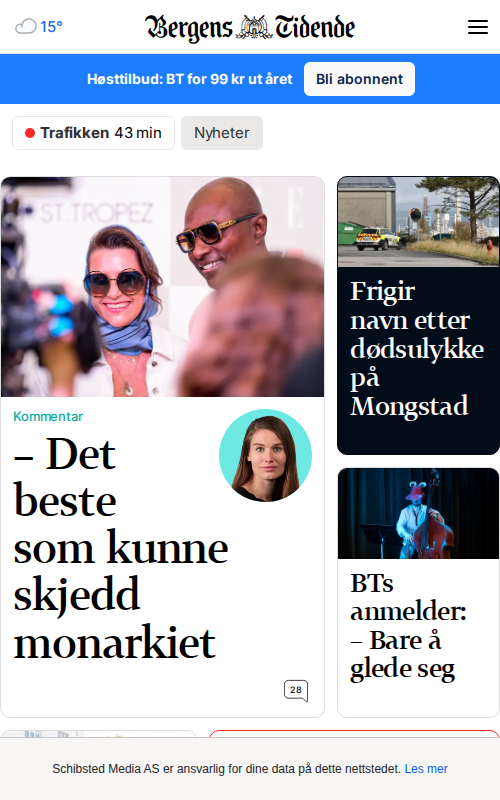 15°
Bergens Tidende
Høsttilbud: BT for 99 kr ut året
Bli abonnent
Trafikken 43 min
Nyheter
ST TROPEZ
Kommentar
– Det
beste
som kunne
skjedd
monarkiet
28
Frigir
navn etter
dødsulykke
på
Mongstad
BTs
anmelder:
– Bare å
glede seg
Schibsted Media AS er ansvarlig for dine data på dette nettstedet. Les mer